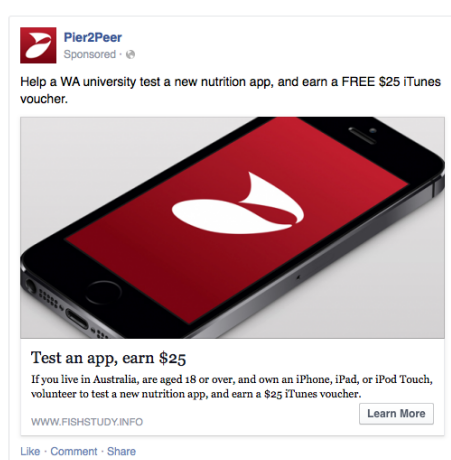 Pier2Peer
Sponsored ·
Help a WA university test a new nutrition app, and earn a FREE $25 iTunes
voucher.
Test an app, earn $25
If you live in Australia, are aged 18 or over, and own an iPhone, iPad, or iPod Touch,
volunteer to test a new nutrition app, and earn a $25 iTunes voucher.
WWW.FISHSTUDY.INFO
Learn More
Like · Comment · Share